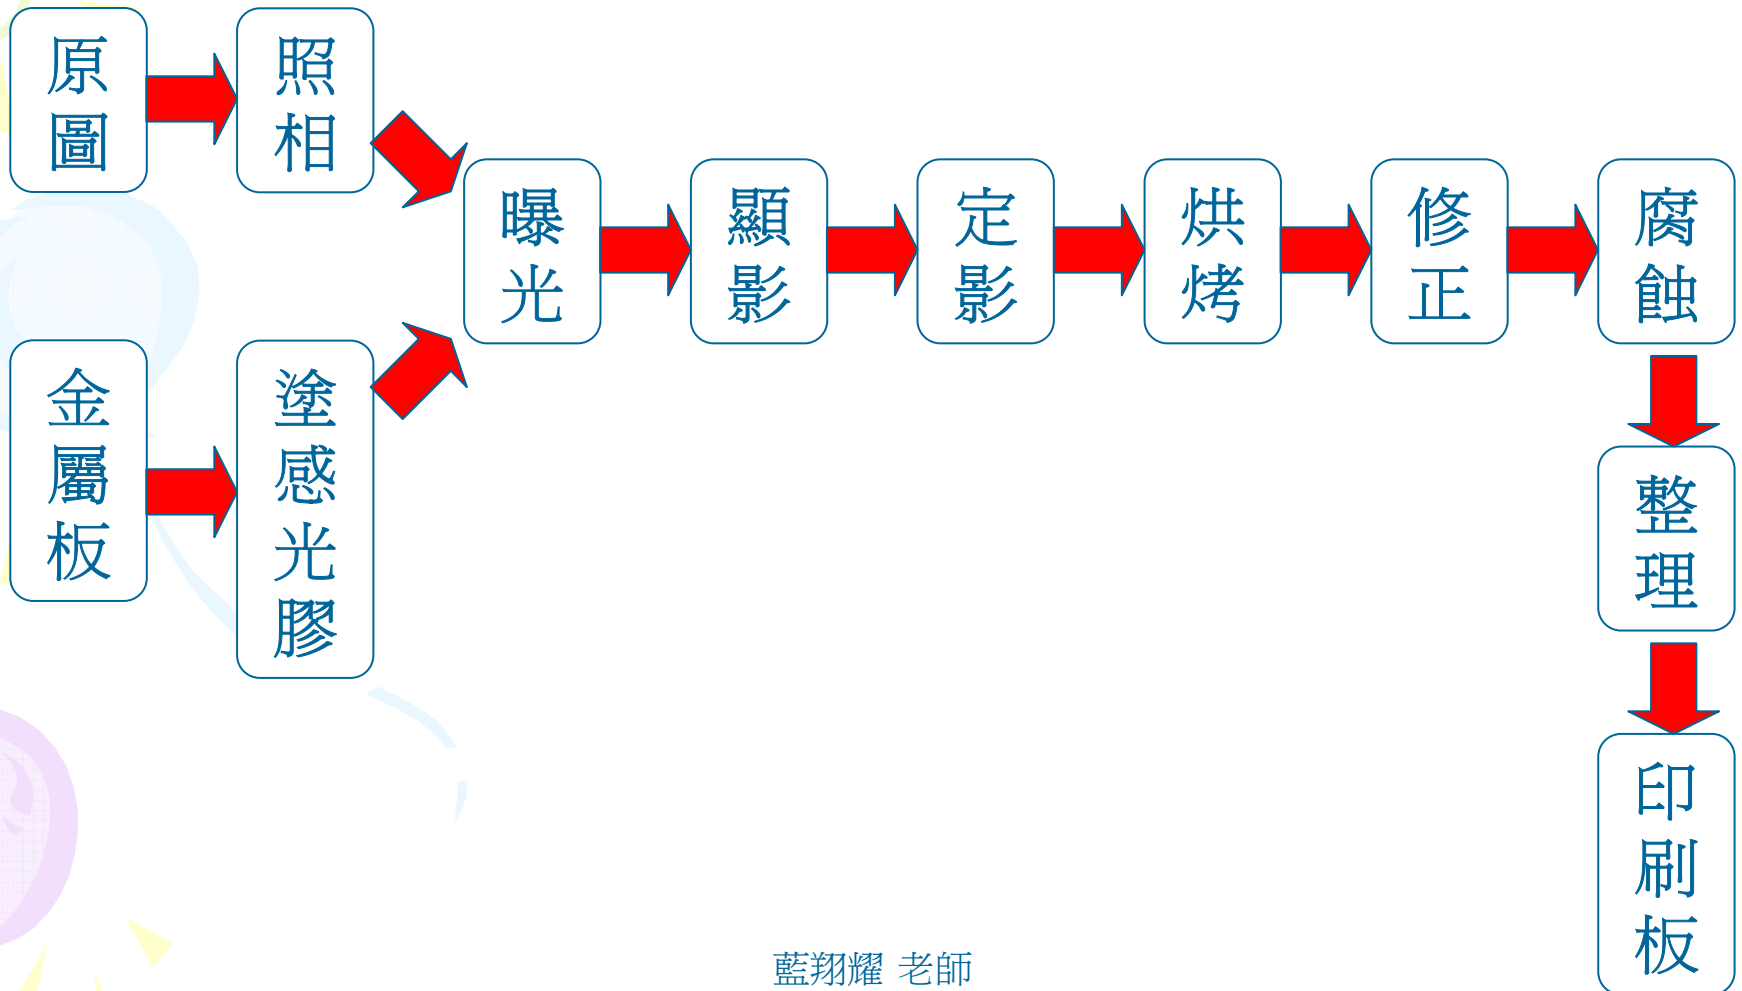 原圖
照相
金屬板
塗感光膠
曝光
顯影
定影
烘烤
修正
腐蝕
整理
印刷板
藍翔耀 老師